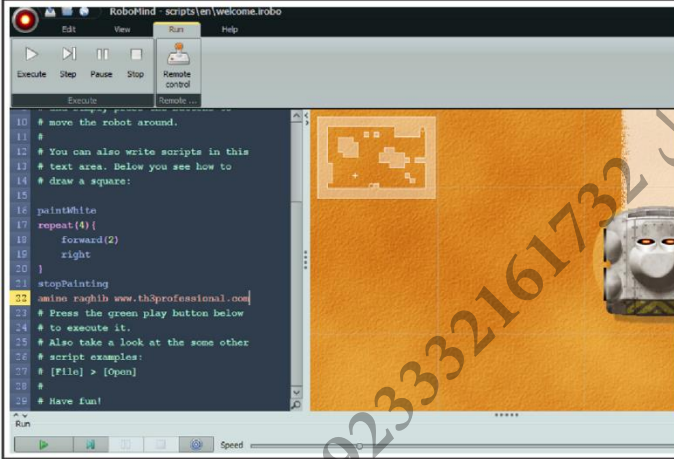 RoboMind - scripts\en\welcome.irobo
Edit View Run Help
Execute Step Pause Stop Remote control
Execute Remote ...
10 # move the robot around.
11 #
12 # You can also write scripts in this
13 # text area. Below you see how to
14 # draw a square:
15
16 paintWhite
17 repeat(4){
18 forward(2)
19 right
20 }
21 stopPainting
22 amine raghib www.th3professional.com
23 # Press the green play button below
24 # to execute it.
25 # Also take a look at the some other
26 # script examples:
27 # [File] > [Open]
28 #
29 # Have fun!
Run
Speed
923332161732